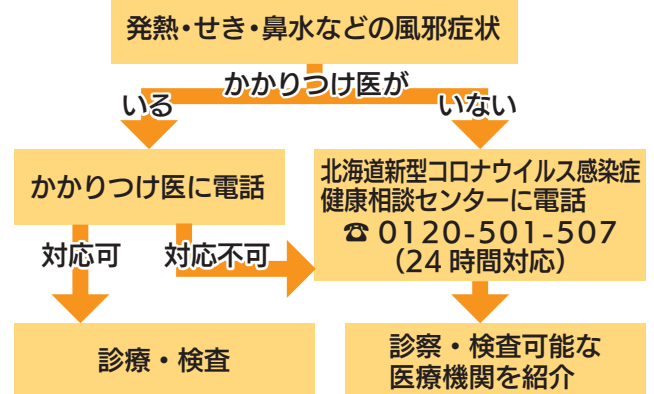 発熱・せき・鼻水などの風邪症状
かかりつけ医が
いる
いない
かかりつけ医に電話
北海道新型コロナウイルス感染症
健康相談センターに電話
☎ 0120-501-507
（24 時間対応）
対応可
対応不可
診療・検査
診察・検査可能な
医療機関を紹介